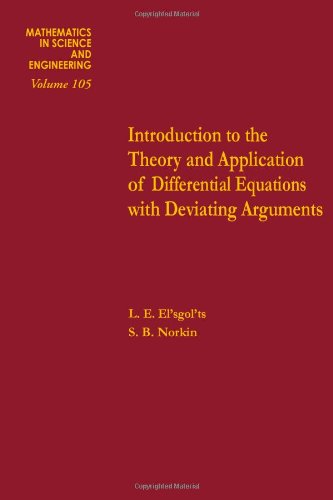 MATHEMATICS
IN SCIENCE
AND
ENGINEERING
Volume 105
Introduction to the
Theory and Application
of Differential Equations
with Deviating Arguments
L. E. El'sgol'ts
S. B. Norkin